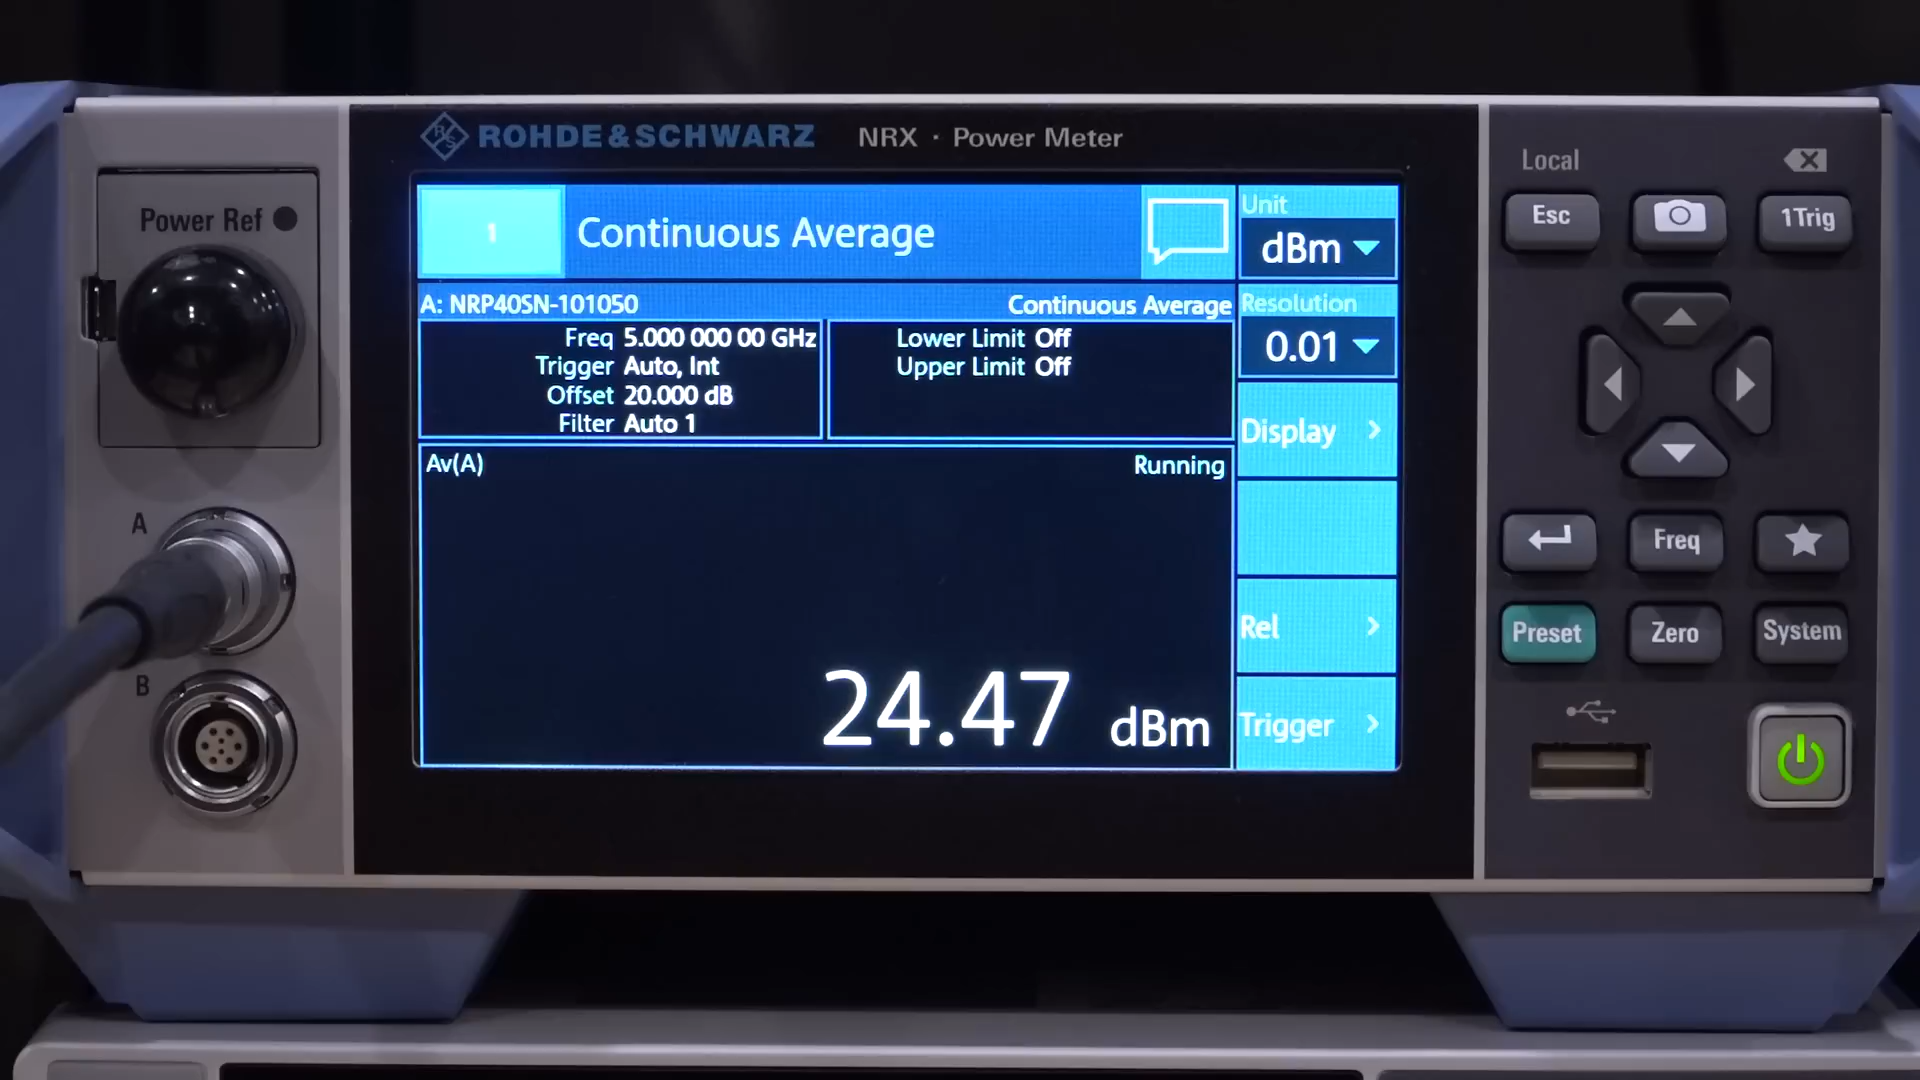 ROHDE & SCHWARZ NRX · Power Meter
Power Ref
A
B
1
Continuous Average
Unit
dBm
A: NRP40SN-101050 Continuous Average
Resolution
0.01
Freq 5.000 000 00 GHz
Trigger Auto, Int
Offset 20.000 dB
Filter Auto 1
Lower Limit Off
Upper Limit Off
Display
Av(A) Running
24.47 dBm
Rel
Trigger
Local
Esc
1Trig
Freq
Preset
Zero
System